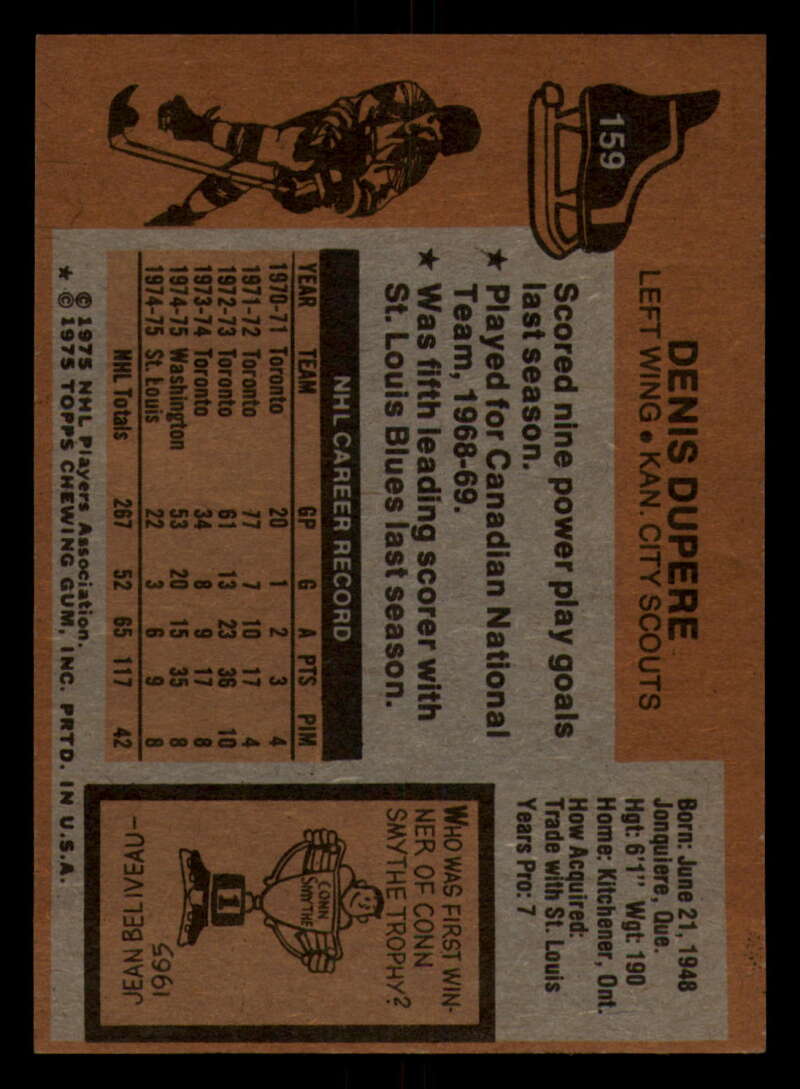 159
DENIS DUPERE
LEFT WING • KAN. CITY SCOUTS
Scored nine power play goals
last season.
★ Played for Canadian National
Team, 1968-69.
★ Was fifth leading scorer with
St. Louis Blues last season.
NHL CAREER RECORD
YEAR TEAM GP G A PTS PIM
1970-71 Toronto 20 1 2 3 4
1971-72 Toronto 77 7 10 17 4
1972-73 Toronto 61 13 23 36 10
1973-74 Toronto 34 8 9 17 8
1974-75 Washington 53 20 15 35 8
1974-75 St. Louis 22 3 6 9 8
NHL Totals 267 52 65 117 42
© 1975 NHL Players Association.
★ © 1975 TOPPS CHEWING GUM, INC. PRTD. IN U.S.A.
Born: June 21, 1948
Jonquiere, Que.
Hgt: 6'1" Wgt: 190
Home: Kitchener, Ont.
How Acquired:
Trade with St. Louis
Years Pro: 7
WHO WAS FIRST WIN-
NER OF CONN
SMYTHE TROPHY?
CONN
SMYTHE
1
JEAN BELIVEAU–
1965